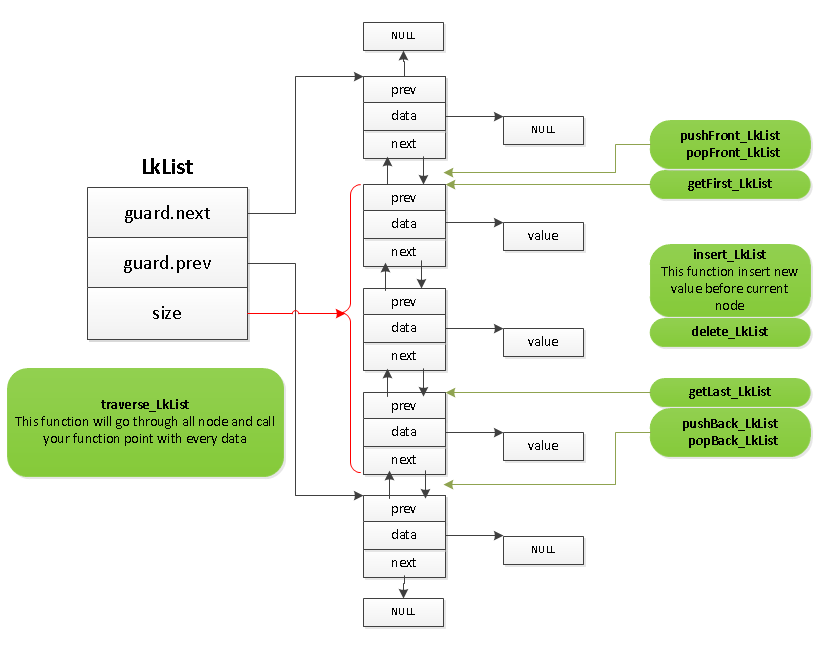 NULL
prev
data
next
NULL
LkList
guard.next
guard.prev
size
prev
data
next
value
prev
data
next
value
prev
data
next
value
prev
data
next
NULL
NULL
pushFront_LkList
popFront_LkList
getFirst_LkList
insert_LkList
This function insert new
value before current
node
delete_LkList
getLast_LkList
pushBack_LkList
popBack_LkList
traverse_LkList
This function will go through all node and call
your function point with every data